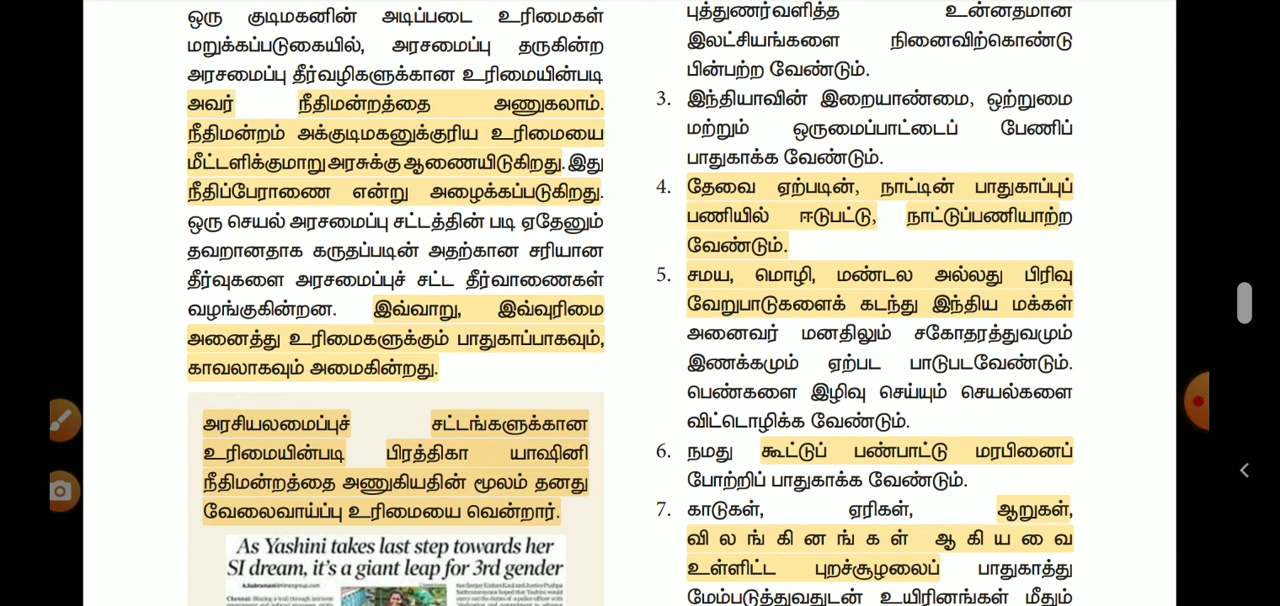 ஒரு குடிமகனின் அடிப்படை உரிமைகள்
மறுக்கப்படுகையில், அரசமைப்பு தருகின்ற
அரசமைப்பு தீர்வழிகளுக்கான உரிமையின்படி
அவர் நீதிமன்றத்தை அணுகலாம்.
நீதிமன்றம் அக்குடிமகனுக்குரிய உரிமையை
மீட்டளிக்குமாறு அரசுக்கு ஆணையிடுகிறது. இது
நீதிப்பேராணை என்று அழைக்கப்படுகிறது.
ஒரு செயல் அரசமைப்பு சட்டத்தின் படி ஏதேனும்
தவறானதாக கருதப்படின் அதற்கான சரியான
தீர்வுகளை அரசமைப்புச் சட்ட தீர்வாணைகள்
வழங்குகின்றன. இவ்வாறு, இவ்வுரிமை
அனைத்து உரிமைகளுக்கும் பாதுகாப்பாகவும்,
காவலாகவும் அமைகின்றது.
அரசியலமைப்புச் சட்டங்களுக்கான
உரிமையின்படி பிரத்திகா யாஷினி
நீதிமன்றத்தை அணுகியதின் மூலம் தனது
வேலைவாய்ப்பு உரிமையை வென்றார்.
As Yashini takes last step towards her
SI dream, it's a giant leap for 3rd gender
புத்துணர்வளித்த உன்னதமான
இலட்சியங்களை நினைவிற்கொண்டு
பின்பற்ற வேண்டும்.
3. இந்தியாவின் இறையாண்மை, ஒற்றுமை
மற்றும் ஒருமைப்பாட்டைப் பேணிப்
பாதுகாக்க வேண்டும்.
4. தேவை ஏற்படின், நாட்டின் பாதுகாப்புப்
பணியில் ஈடுபட்டு, நாட்டுப்பணியாற்ற
வேண்டும்.
5. சமய, மொழி, மண்டல அல்லது பிரிவு
வேறுபாடுகளைக் கடந்து இந்திய மக்கள்
அனைவர் மனதிலும் சகோதரத்துவமும்
இணக்கமும் ஏற்பட பாடுபடவேண்டும்.
பெண்களை இழிவு செய்யும் செயல்களை
விட்டொழிக்க வேண்டும்.
6. நமது கூட்டுப் பண்பாட்டு மரபினைப்
போற்றிப் பாதுகாக்க வேண்டும்.
7. காடுகள், ஏரிகள், ஆறுகள்,
விலங்கினங்கள் ஆகியவை
உள்ளிட்ட புறச்சூழலைப் பாதுகாத்து
மேம்படுத்துவதுடன் உயிரினங்கள் மீதும்